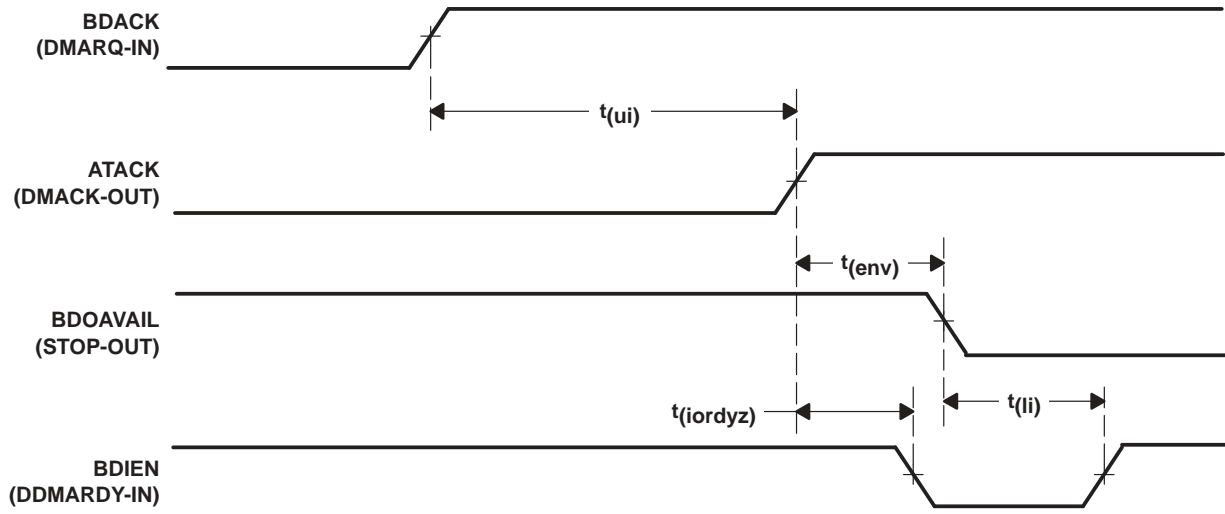 BDACK
(DMARQ-IN)
t(ui)
ATACK
(DMACK-OUT)
t(env)
BDOAVAIL
(STOP-OUT)
t(iordyz)
t(li)
BDIEN
(DDMARDY-IN)